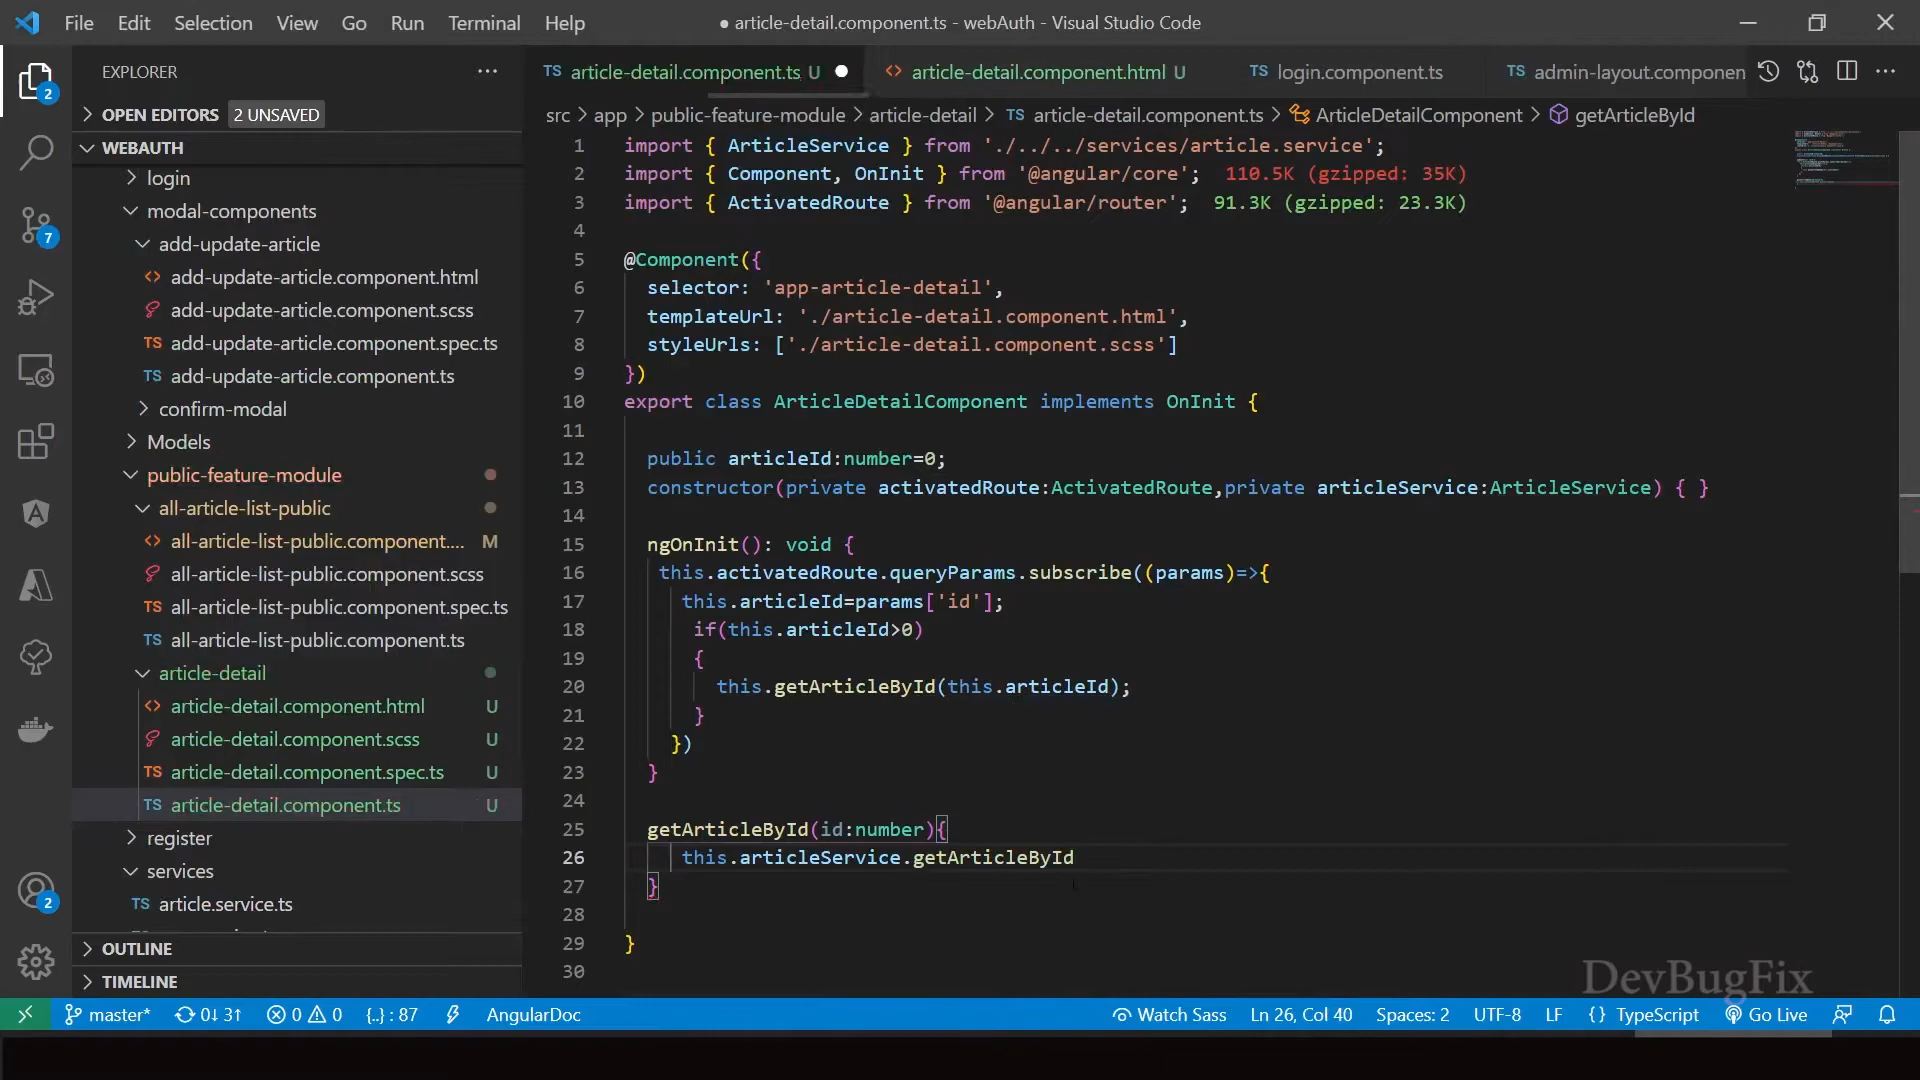 File Edit Selection View Go Run Terminal Help
● article-detail.component.ts - webAuth - Visual Studio Code
EXPLORER
TS article-detail.component.ts U
<> article-detail.component.html U
TS login.component.ts
TS admin-layout.componen
OPEN EDITORS 2 UNSAVED
src > app > public-feature-module > article-detail > TS article-detail.component.ts > ArticleDetailComponent > getArticleById
WEBAUTH
login
modal-components
add-update-article
<> add-update-article.component.html
add-update-article.component.scss
TS add-update-article.component.spec.ts
TS add-update-article.component.ts
confirm-modal
Models
public-feature-module
all-article-list-public
<> all-article-list-public.component.... M
all-article-list-public.component.scss
TS all-article-list-public.component.spec.ts
TS all-article-list-public.component.ts
article-detail
<> article-detail.component.html U
article-detail.component.scss U
TS article-detail.component.spec.ts U
TS article-detail.component.ts U
register
services
TS article.service.ts
OUTLINE
TIMELINE
2
7
2
1 import { ArticleService } from './../../services/article.service';
2 import { Component, OnInit } from '@angular/core'; 110.5K (gzipped: 35K)
3 import { ActivatedRoute } from '@angular/router'; 91.3K (gzipped: 23.3K)
4
5 @Component({
6 selector: 'app-article-detail',
7 templateUrl: './article-detail.component.html',
8 styleUrls: ['./article-detail.component.scss']
9 })
10 export class ArticleDetailComponent implements OnInit {
11
12 public articleId:number=0;
13 constructor(private activatedRoute:ActivatedRoute,private articleService:ArticleService) { }
14
15 ngOnInit(): void {
16 this.activatedRoute.queryParams.subscribe((params)=>{
17 this.articleId=params['id'];
18 if(this.articleId>0)
19 {
20 this.getArticleById(this.articleId);
21 }
22 })
23 }
24
25 getArticleById(id:number){
26 this.articleService.getArticleById
27 }
28
29 }
30
DevBugFix
master* 0↓ 3↑ 0 0 {..} : 87 AngularDoc
Watch Sass Ln 26, Col 40 Spaces: 2 UTF-8 LF {} TypeScript Go Live